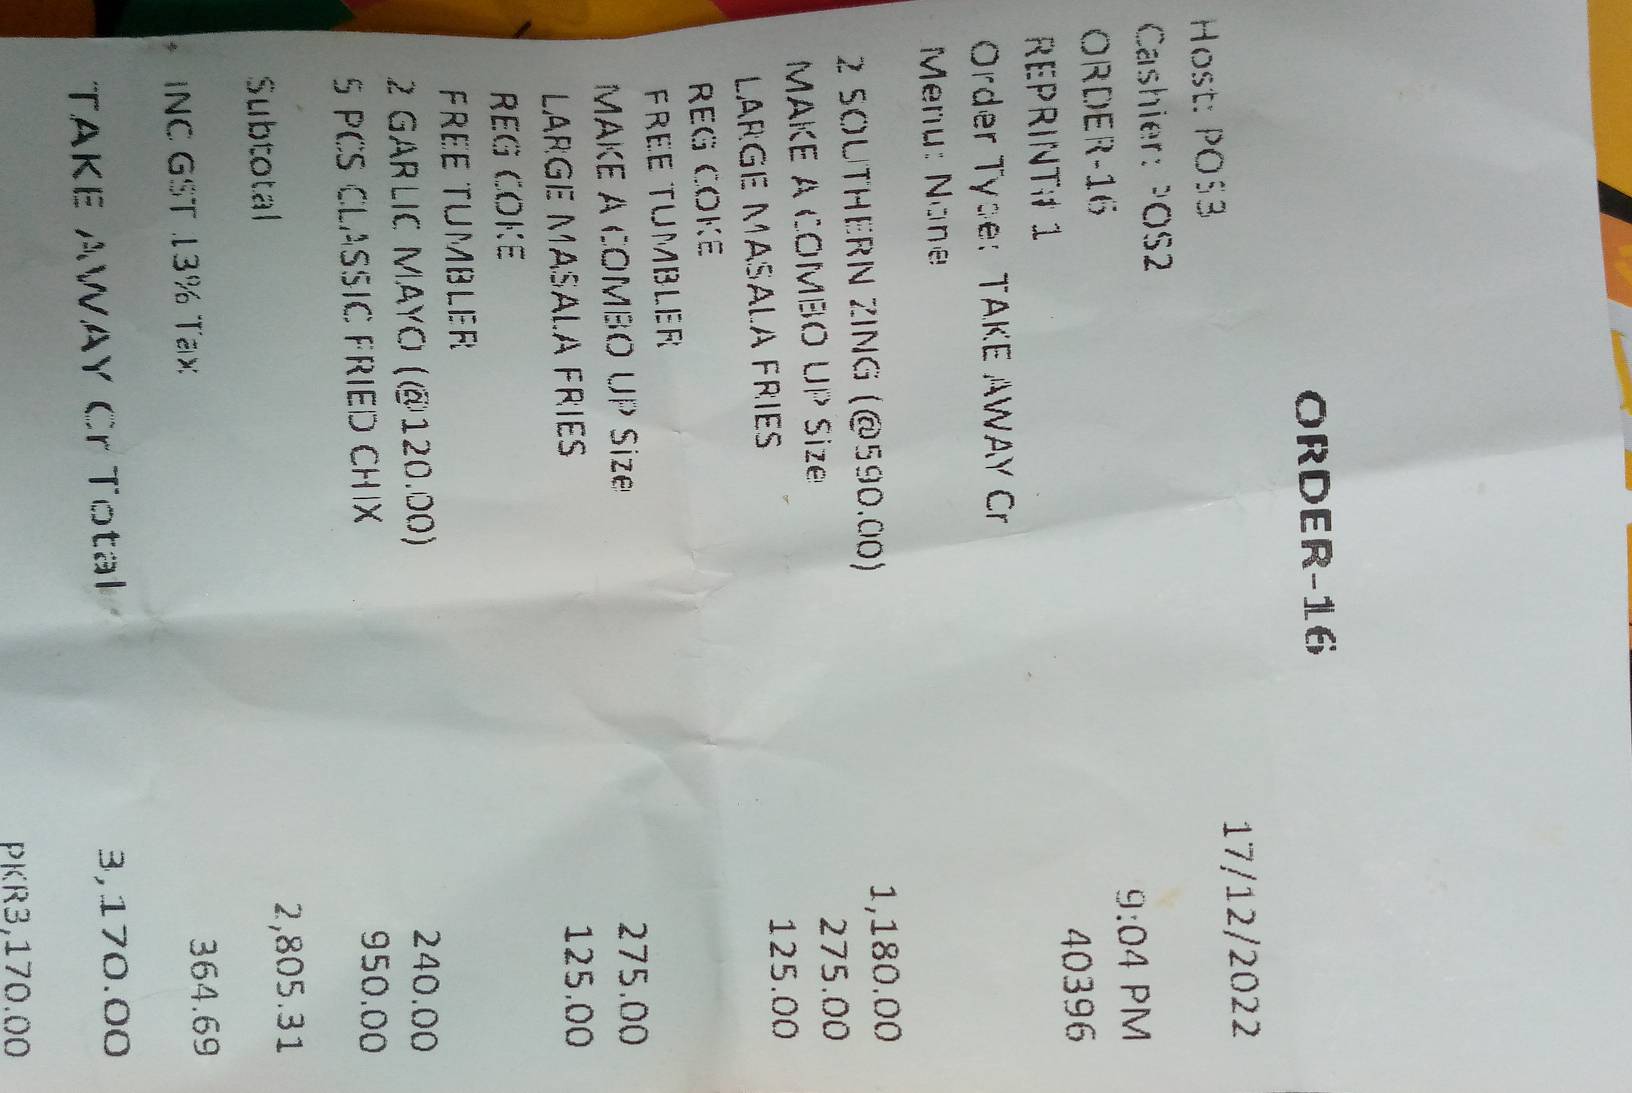 ORDER-16
17/12/2022
Host: POS3
Cashier: POS2 9:04 PM
ORDER-16 40396
REPRINT# 1
Order Type: TAKE AWAY Cr
Menu: None
2 SOUTHERN ZING (@590.00) 1,180.00
MAKE A COMBO UP Size 275.00
LARGE MASALA FRIES 125.00
REG COKE
FREE TUMBLER
MAKE A COMBO UP Size 275.00
LARGE MASALA FRIES 125.00
REG COKE
FREE TUMBLER
2 GARLIC MAYO (@120.00) 240.00
5 PCS CLASSIC FRIED CHIX 950.00
Subtotal 2,805.31
INC GST 13% Tax 364.69
TAKE AWAY Cr Total 3,170.00
PKR3,170.00